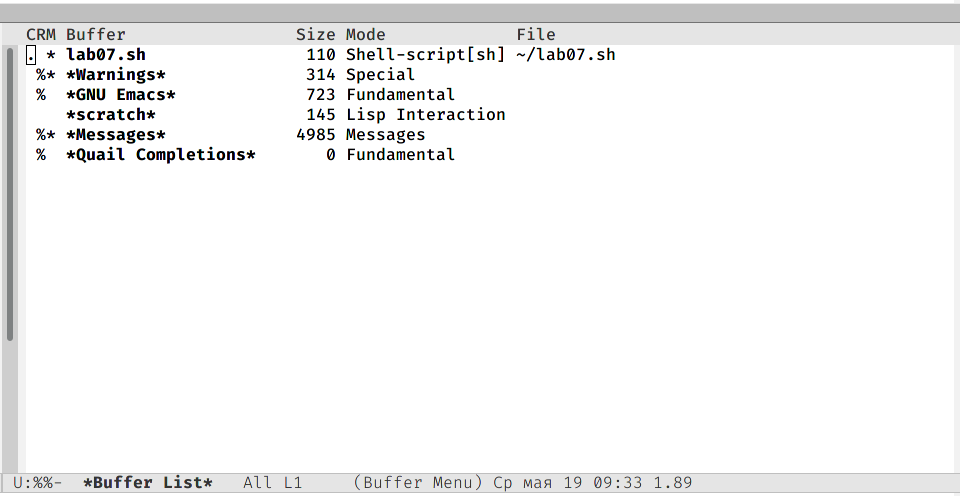 CRM Buffer                 Size Mode             File
. * lab07.sh                110 Shell-script[sh] ~/lab07.sh
 %* *Warnings*              314 Special
 %  *GNU Emacs*             723 Fundamental
    *scratch*               145 Lisp Interaction
 %* *Messages*             4985 Messages
 %  *Quail Completions*       0 Fundamental
U:%%-  *Buffer List*   All L1     (Buffer Menu) Ср мая 19 09:33 1.89